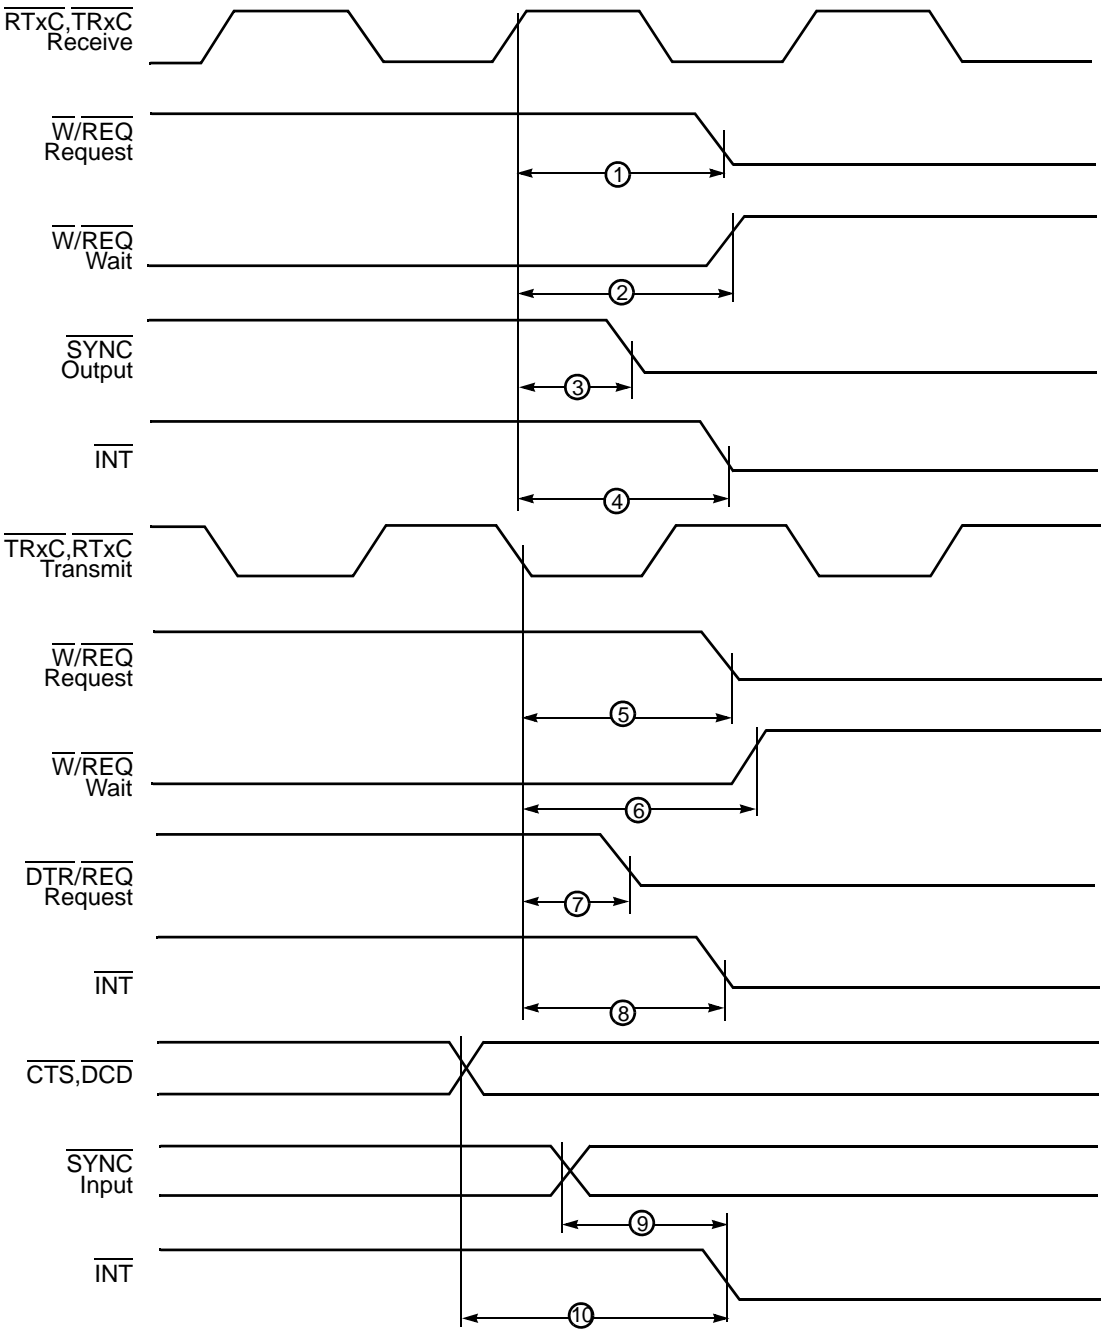 RTxC,TRxC
Receive
W/REQ
Request
1
W/REQ
Wait
2
SYNC
Output
3
INT
4
TRxC,RTxC
Transmit
W/REQ
Request
5
W/REQ
Wait
6
DTR/REQ
Request
7
INT
8
CTS,DCD
SYNC
Input
9
INT
10